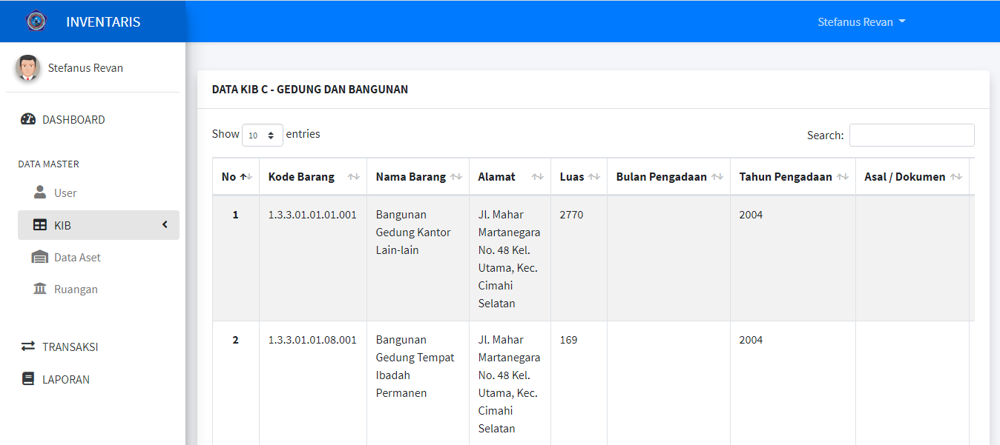 INVENTARIS
Stefanus Revan
Stefanus Revan
DASHBOARD
DATA MASTER
User
KIB
Data Aset
Ruangan
TRANSAKSI
LAPORAN
DATA KIB C - GEDUNG DAN BANGUNAN
Show 10 entries
Search:
No Kode Barang Nama Barang Alamat Luas Bulan Pengadaan Tahun Pengadaan Asal / Dokumen
1 1.3.3.01.01.01.001 Bangunan Jl. Mahar 2770 2004
Gedung Kantor Martanegara
Lain-lain No. 48 Kel.
Utama, Kec.
Cimahi
Selatan
2 1.3.3.01.01.08.001 Bangunan Jl. Mahar 169 2004
Gedung Tempat Martanegara
Ibadah No. 48 Kel.
Permanen Utama, Kec.
Cimahi
Selatan